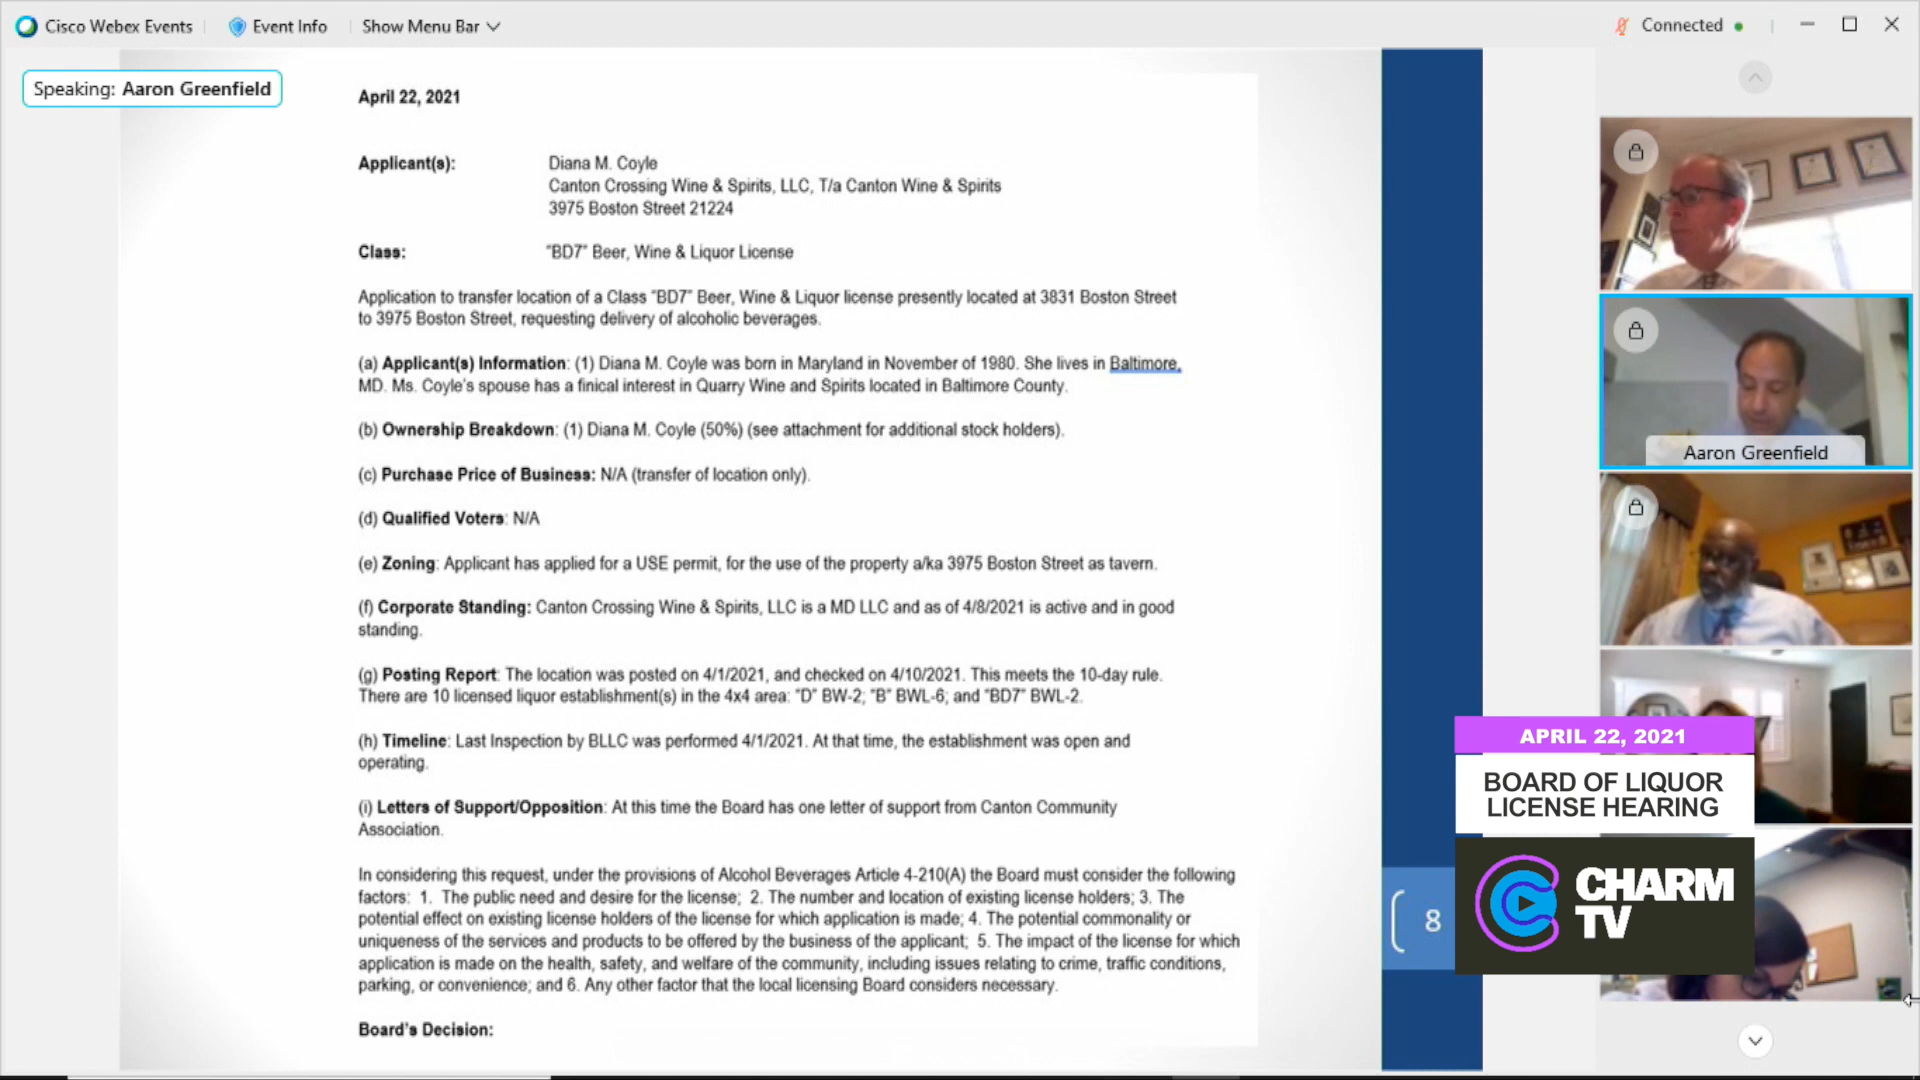 Cisco Webex Events
Event Info
Show Menu Bar
Connected
Speaking: Aaron Greenfield
April 22, 2021
Applicant(s):
Diana M. Coyle
Canton Crossing Wine & Spirits, LLC, T/a Canton Wine & Spirits
3975 Boston Street 21224
Class:
"BD7" Beer, Wine & Liquor License
Application to transfer location of a Class "BD7" Beer, Wine & Liquor license presently located at 3831 Boston Street
to 3975 Boston Street, requesting delivery of alcoholic beverages.
(a) Applicant(s) Information: (1) Diana M. Coyle was born in Maryland in November of 1980. She lives in Baltimore,
MD. Ms. Coyle's spouse has a finical interest in Quarry Wine and Spirits located in Baltimore County.
(b) Ownership Breakdown: (1) Diana M. Coyle (50%) (see attachment for additional stock holders).
(c) Purchase Price of Business: N/A (transfer of location only).
(d) Qualified Voters: N/A
(e) Zoning: Applicant has applied for a USE permit, for the use of the property a/ka 3975 Boston Street as tavern.
(f) Corporate Standing: Canton Crossing Wine & Spirits, LLC is a MD LLC and as of 4/8/2021 is active and in good
standing.
(g) Posting Report: The location was posted on 4/1/2021, and checked on 4/10/2021. This meets the 10-day rule.
There are 10 licensed liquor establishment(s) in the 4x4 area: "D" BW-2; "B" BWL-6; and "BD7" BWL-2.
(h) Timeline: Last Inspection by BLLC was performed 4/1/2021. At that time, the establishment was open and
operating.
(i) Letters of Support/Opposition: At this time the Board has one letter of support from Canton Community
Association.
In considering this request, under the provisions of Alcohol Beverages Article 4-210(A) the Board must consider the following
factors: 1. The public need and desire for the license; 2. The number and location of existing license holders; 3. The
potential effect on existing license holders of the license for which application is made; 4. The potential commonality or
uniqueness of the services and products to be offered by the business of the applicant; 5. The impact of the license for which
application is made on the health, safety, and welfare of the community, including issues relating to crime, traffic conditions,
parking, or convenience; and 6. Any other factor that the local licensing Board considers necessary.
Board's Decision:
8
Aaron Greenfield
APRIL 22, 2021
BOARD OF LIQUOR
LICENSE HEARING
CHARM
TV